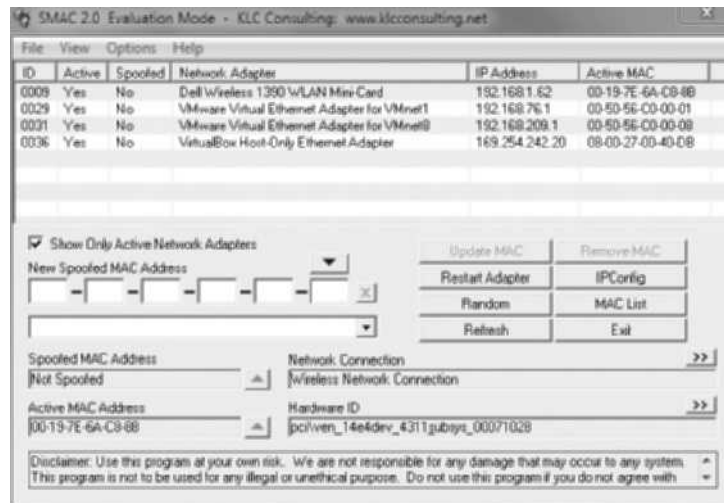 SMAC 2.0 Evaluation Mode - KLC Consulting: www.klcconsulting.net
File View Options Help
ID Active Spoofed Network Adapter IP Address Active MAC
0009 Yes No Dell Wireless 1390 WLAN Mini-Card 192.168.1.62 00-19-7E-6A-C8-8B
0029 Yes No VMware Virtual Ethernet Adapter for VMnet1 192.168.76.1 00-50-56-C0-00-01
0031 Yes No VMware Virtual Ethernet Adapter for VMnet8 192.168.209.1 00-50-56-C0-00-08
0036 Yes No VirtualBox Host-Only Ethernet Adapter 169.254.242.20 08-00-27-00-40-DB
Show Only Active Network Adapters
New Spoofed MAC Address
Update MAC Remove MAC
Restart Adapter IPConfig
Random MAC List
Refresh Exit
Spoofed MAC Address
Not Spoofed
Network Connection
Wireless Network Connection
Active MAC Address
00-19-7E-6A-C8-8B
Hardware ID
pci\ven_14e4dev_4311subsys_00071028
Disclaimer: Use this program at your own risk. We are not responsible for any damage that may occur to any system.
This program is not to be used for any illegal or unethical purpose. Do not use this program if you do not agree with